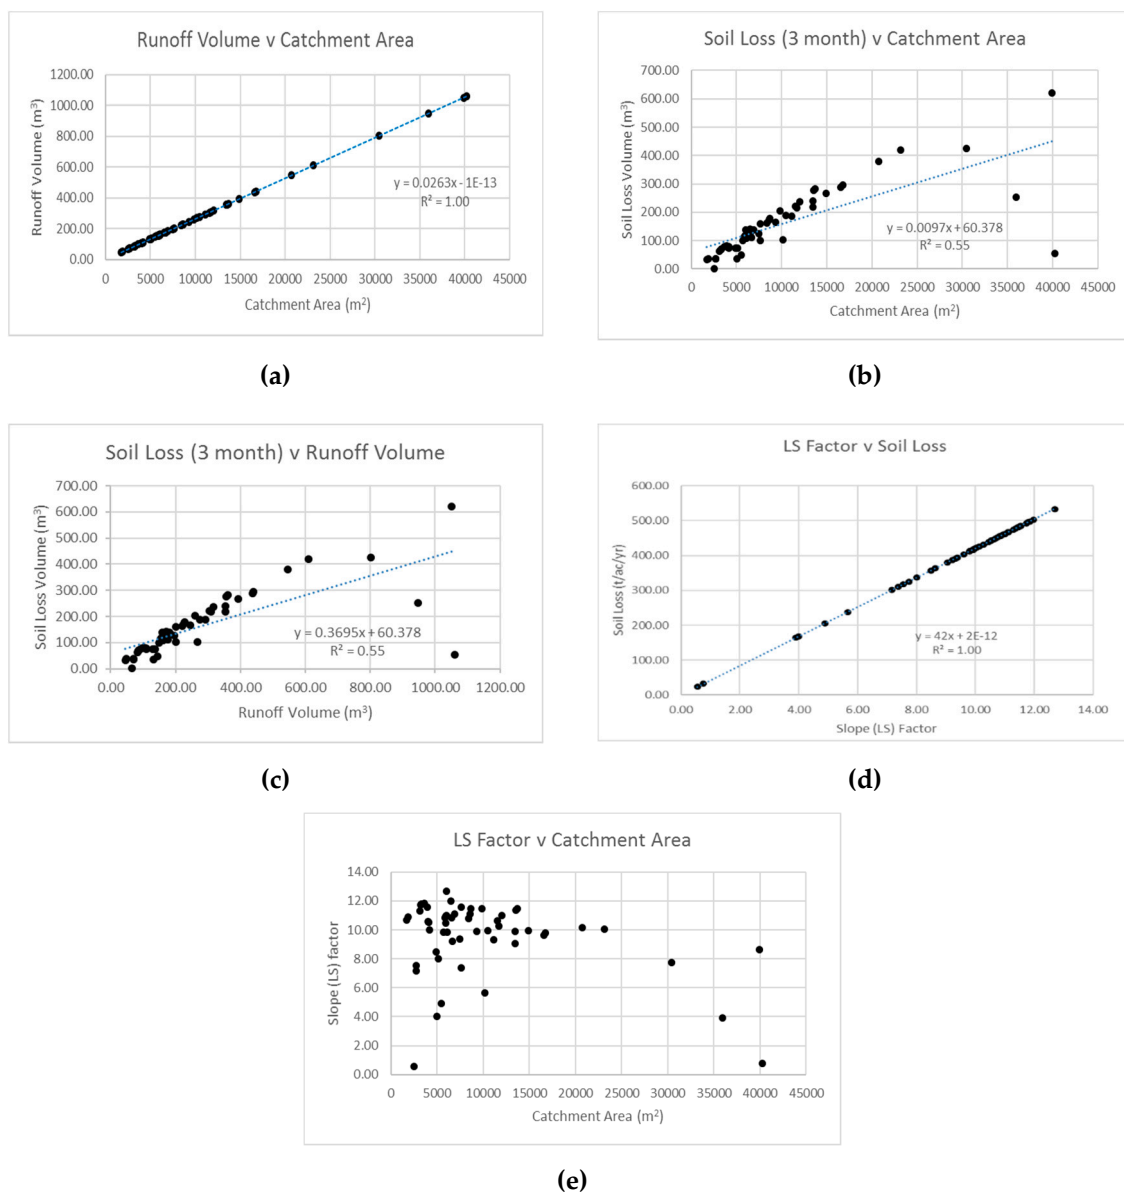 Runoff Volume v Catchment Area
Runoff Volume (m³)
1200.00
1000.00
800.00
600.00
400.00
200.00
0.00
y = 0.0263x - 1E-13
R² = 1.00
0 5000 10000 15000 20000 25000 30000 35000 40000 45000
Catchment Area (m²)
(a)
Soil Loss (3 month) v Catchment Area
Soil Loss Volume (m³)
700.00
600.00
500.00
400.00
300.00
200.00
100.00
0.00
y = 0.0097x + 60.378
R² = 0.55
0 5000 10000 15000 20000 25000 30000 35000 40000 45000
Catchment Area (m²)
(b)
Soil Loss (3 month) v Runoff Volume
Soil Loss Volume (m³)
700.00
600.00
500.00
400.00
300.00
200.00
100.00
0.00
y = 0.3695x + 60.378
R² = 0.55
0.00 200.00 400.00 600.00 800.00 1000.00 1200.00
Runoff Volume (m³)
(c)
LS Factor v Soil Loss
Soil Loss (t/ac/yr)
600.00
500.00
400.00
300.00
200.00
100.00
0.00
y = 42x + 2E-12
R² = 1.00
0.00 2.00 4.00 6.00 8.00 10.00 12.00 14.00
Slope (LS) Factor
(d)
LS Factor v Catchment Area
Slope (LS) factor
14.00
12.00
10.00
8.00
6.00
4.00
2.00
0.00
0 5000 10000 15000 20000 25000 30000 35000 40000 45000
Catchment Area (m²)
(e)